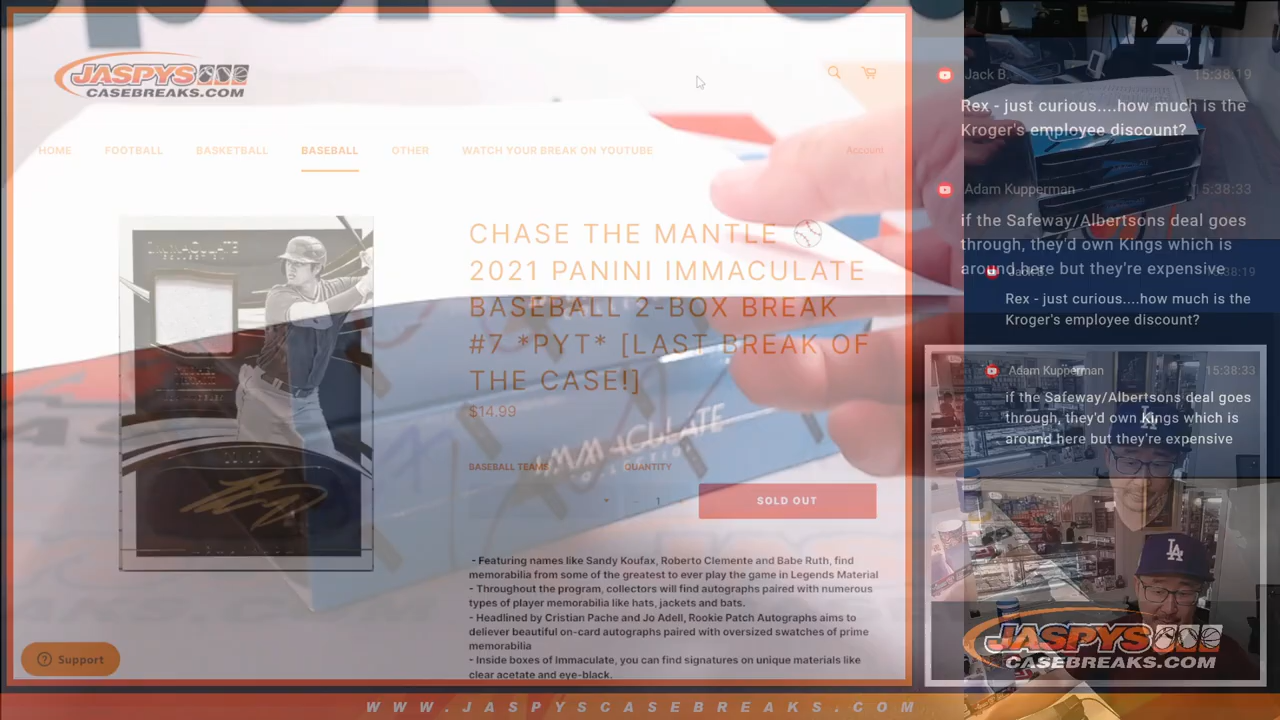 JASPYS
CASEBREAKS.COM
HOME FOOTBALL BASKETBALL BASEBALL OTHER WATCH YOUR BREAK ON YOUTUBE Account
CHASE THE MANTLE
2021 PANINI IMMACULATE
BASEBALL 2-BOX BREAK
#7 *PYT* [LAST BREAK OF
THE CASE!]
$14.99
BASEBALL TEAMS QUANTITY
- 1
SOLD OUT
IMMACULATE
IMMACULATE
- Featuring names like Sandy Koufax, Roberto Clemente and Babe Ruth, find
memorabilia from some of the greatest to ever play the game in Legends Material
- Throughout the program, collectors will find autographs paired with numerous
types of player memorabilia like hats, jackets and bats.
- Headlined by Cristian Pache and Jo Adell, Rookie Patch Autographs aims to
deliever beautiful on-card autographs paired with oversized swatches of prime
memorabilia
- Inside boxes of Immaculate, you can find signatures on unique materials like
clear acetate and eye-black.
Support
Jack B. 15:38:19
Rex - just curious....how much is the
Kroger's employee discount?
Adam Kupperman 15:38:33
if the Safeway/Albertsons deal goes
through, they'd own Kings which is
around here but they're expensive
Jack B. 15:38:19
Rex - just curious....how much is the
Kroger's employee discount?
Adam Kupperman 15:38:33
if the Safeway/Albertsons deal goes
through, they'd own Kings which is
around here but they're expensive
LA
LA
JASPYS
CASEBREAKS.COM
WWW.JASPYSCASEBREAKS.COM